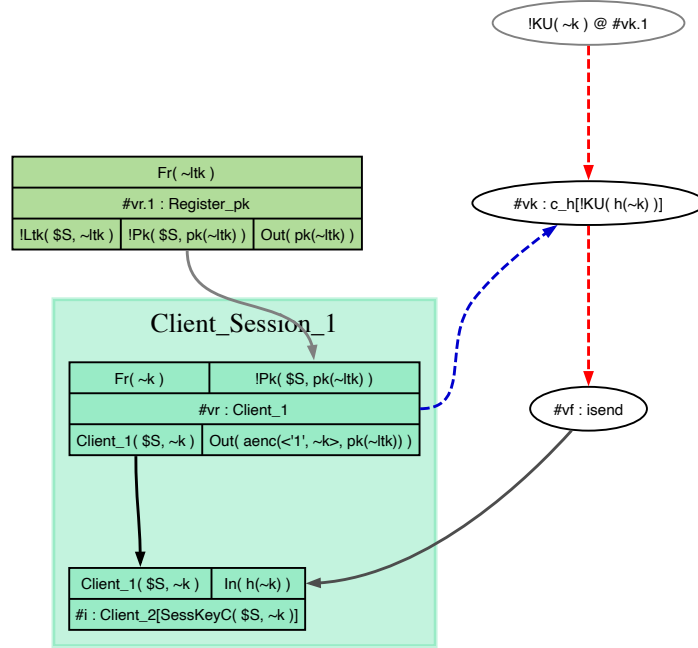 !KU( ~k ) @ #vk.1
Fr( ~ltk )
#vr.1 : Register_pk
!Ltk( $S, ~ltk ) !Pk( $S, pk(~ltk) ) Out( pk(~ltk) )
#vk : c_h[!KU( h(~k) )]
Client_Session_1
Fr( ~k ) !Pk( $S, pk(~ltk) )
#vr : Client_1
Client_1( $S, ~k ) Out( aenc(<'1', ~k>, pk(~ltk)) )
#vf : isend
Client_1( $S, ~k ) In( h(~k) )
#i : Client_2[SessKeyC( $S, ~k )]